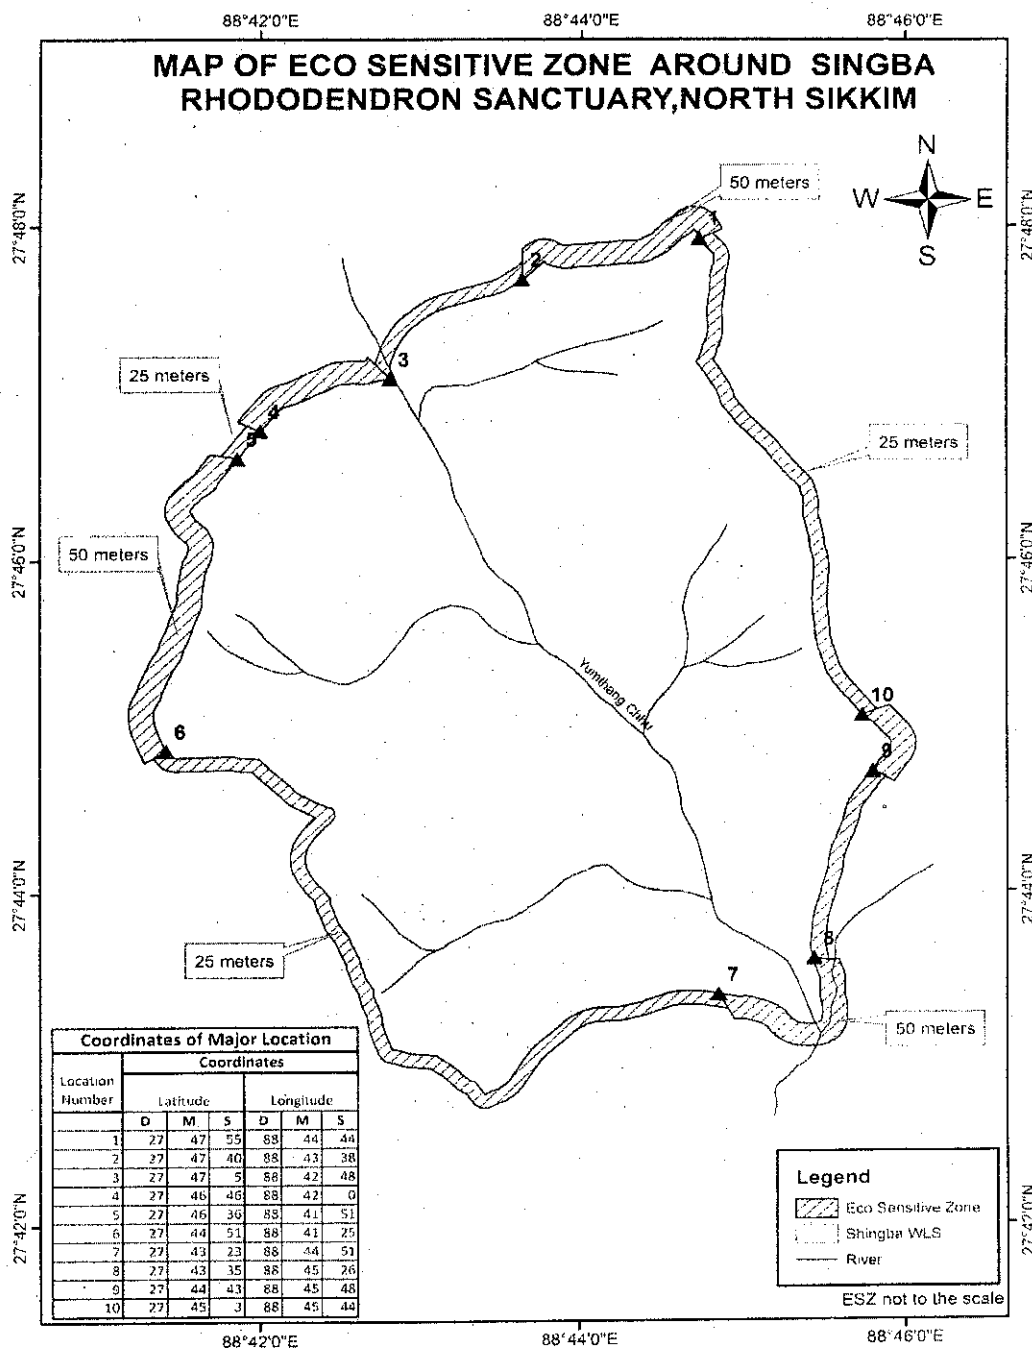 88°42'0"E 88°44'0"E 88°46'0"E
MAP OF ECO SENSITIVE ZONE AROUND SINGBA
RHODODENDRON SANCTUARY,NORTH SIKKIM
N
W E
S
50 meters
27°48'0"N 27°48'0"N
1
2
3
25 meters
4
5
25 meters
50 meters
27°46'0"N 27°46'0"N
Yumthang Chhu
10
6
9
27°44'0"N 27°44'0"N
8
25 meters
7
50 meters
Coordinates of Major Location
Coordinates
Location Number Latitude Longitude
D M S D M S
1 27 47 55 88 44 44
2 27 47 40 88 43 38
3 27 47 5 88 42 48
4 27 46 46 88 42 0
5 27 46 36 88 41 51
6 27 44 51 88 41 25
7 27 43 23 88 44 51
8 27 43 35 88 45 26
9 27 44 43 88 45 48
10 27 45 3 88 45 44
Legend
Eco Sensitive Zone
Shingba WLS
River
27°42'0"N 27°42'0"N
ESZ not to the scale
88°42'0"E 88°44'0"E 88°46'0"E